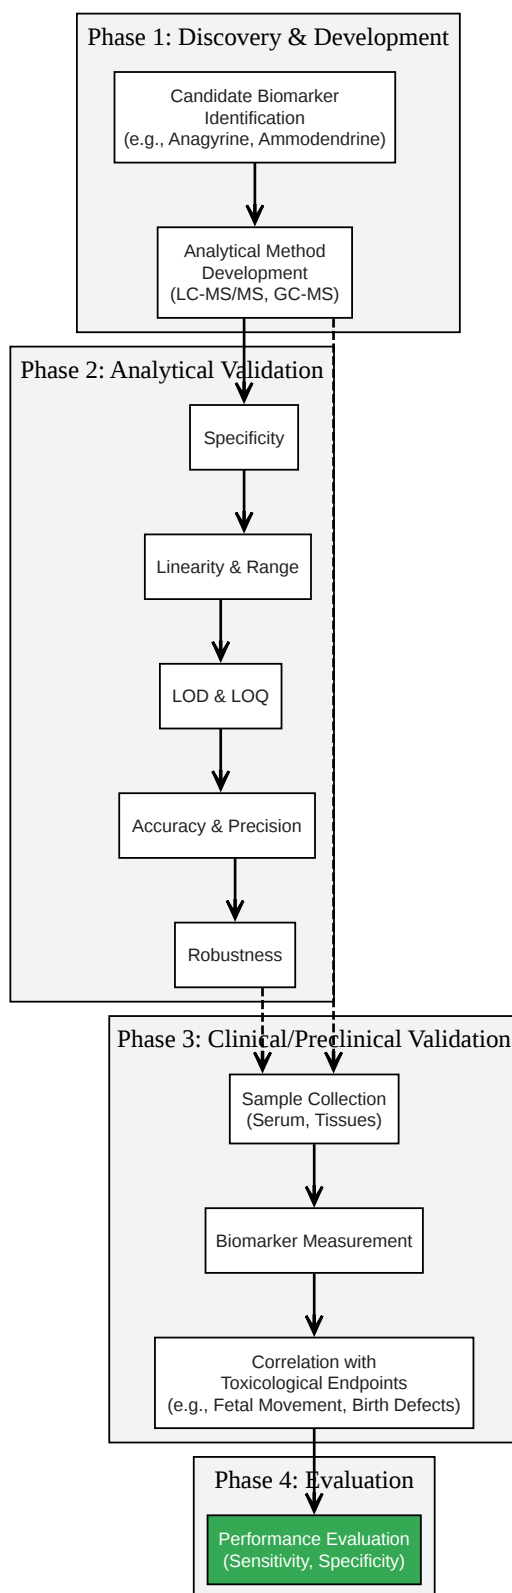 Phase 1: Discovery & Development
Candidate Biomarker
Identification
(e.g., Anagyrine, Ammodendrine)
Analytical Method
Development
(LC-MS/MS, GC-MS)
Phase 2: Analytical Validation
Specificity
Linearity & Range
LOD & LOQ
Accuracy & Precision
Robustness
Phase 3: Clinical/Preclinical Validation
Sample Collection
(Serum, Tissues)
Biomarker Measurement
Correlation with
Toxicological Endpoints
(e.g., Fetal Movement, Birth Defects)
Phase 4: Evaluation
Performance Evaluation
(Sensitivity, Specificity)